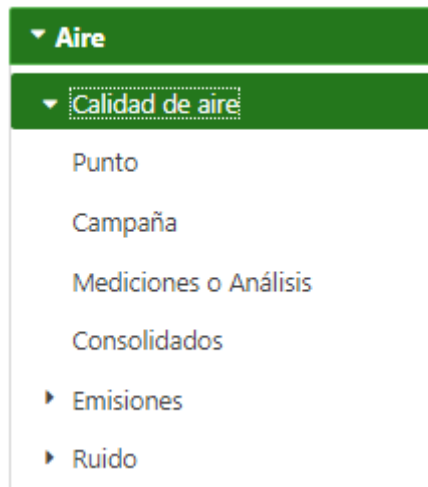 Aire
Calidad de aire
Punto
Campaña
Mediciones o Análisis
Consolidados
Emisiones
Ruido